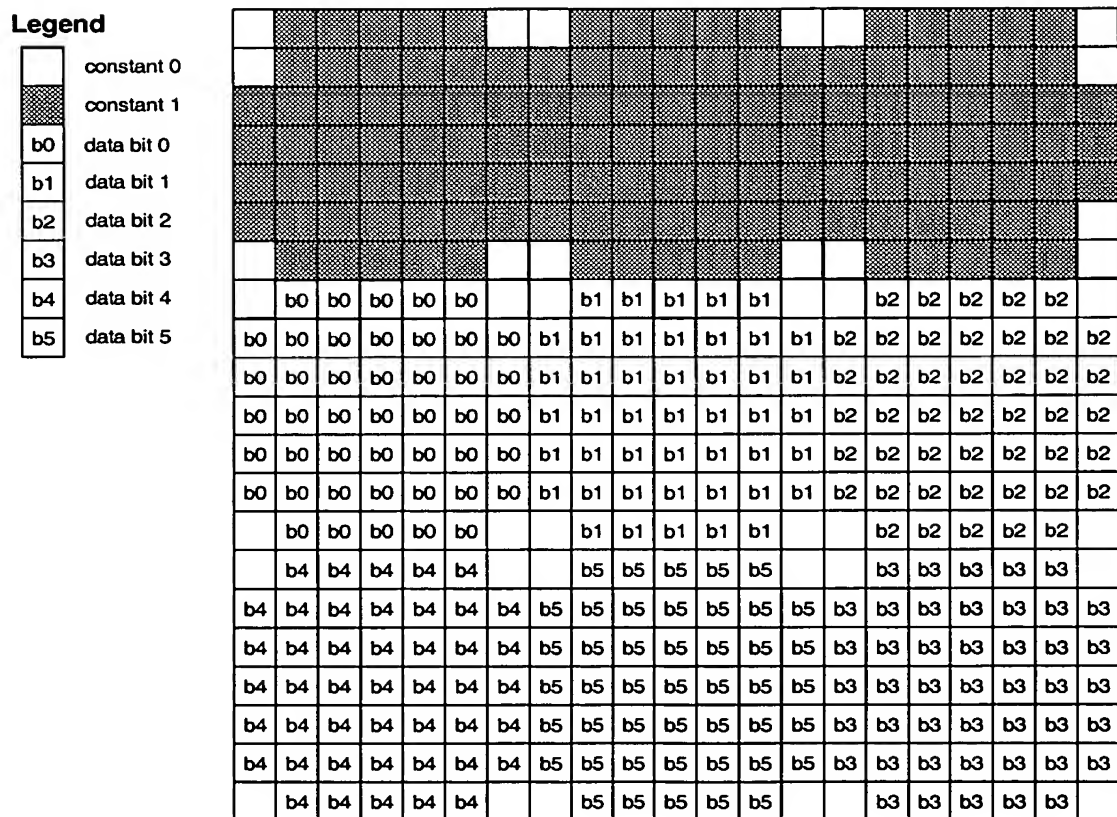 Legend
constant 0
constant 1
b0 data bit 0
b1 data bit 1
b2 data bit 2
b3 data bit 3
b4 data bit 4
b5 data bit 5
b0 b0 b0 b0 b0 b1 b1 b1 b1 b1 b2 b2 b2 b2 b2
b0 b0 b0 b0 b0 b0 b0 b1 b1 b1 b1 b1 b1 b1 b2 b2 b2 b2 b2 b2 b2
b0 b0 b0 b0 b0 b0 b0 b1 b1 b1 b1 b1 b1 b1 b2 b2 b2 b2 b2 b2 b2
b0 b0 b0 b0 b0 b0 b0 b1 b1 b1 b1 b1 b1 b1 b2 b2 b2 b2 b2 b2 b2
b0 b0 b0 b0 b0 b0 b0 b1 b1 b1 b1 b1 b1 b1 b2 b2 b2 b2 b2 b2 b2
b0 b0 b0 b0 b0 b0 b0 b1 b1 b1 b1 b1 b1 b1 b2 b2 b2 b2 b2 b2 b2
b0 b0 b0 b0 b0 b1 b1 b1 b1 b1 b2 b2 b2 b2 b2
b4 b4 b4 b4 b4 b5 b5 b5 b5 b5 b3 b3 b3 b3 b3
b4 b4 b4 b4 b4 b4 b4 b5 b5 b5 b5 b5 b5 b5 b3 b3 b3 b3 b3 b3 b3
b4 b4 b4 b4 b4 b4 b4 b5 b5 b5 b5 b5 b5 b5 b3 b3 b3 b3 b3 b3 b3
b4 b4 b4 b4 b4 b4 b4 b5 b5 b5 b5 b5 b5 b5 b3 b3 b3 b3 b3 b3 b3
b4 b4 b4 b4 b4 b4 b4 b5 b5 b5 b5 b5 b5 b5 b3 b3 b3 b3 b3 b3 b3
b4 b4 b4 b4 b4 b4 b4 b5 b5 b5 b5 b5 b5 b5 b3 b3 b3 b3 b3 b3 b3
b4 b4 b4 b4 b4 b5 b5 b5 b5 b5 b3 b3 b3 b3 b3